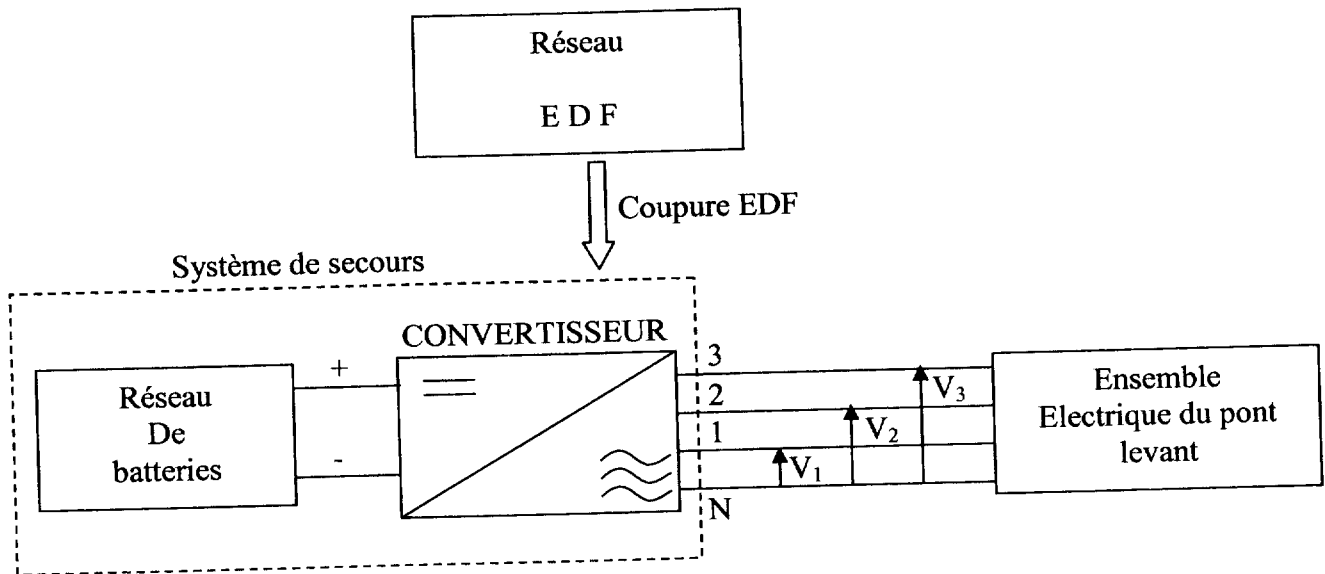 Réseau
E D F
Coupure EDF
Système de secours
CONVERTISSEUR
Réseau
De
batteries
+
-
3
2
1
N
V₃
V₂
V₁
Ensemble
Electrique du pont
levant